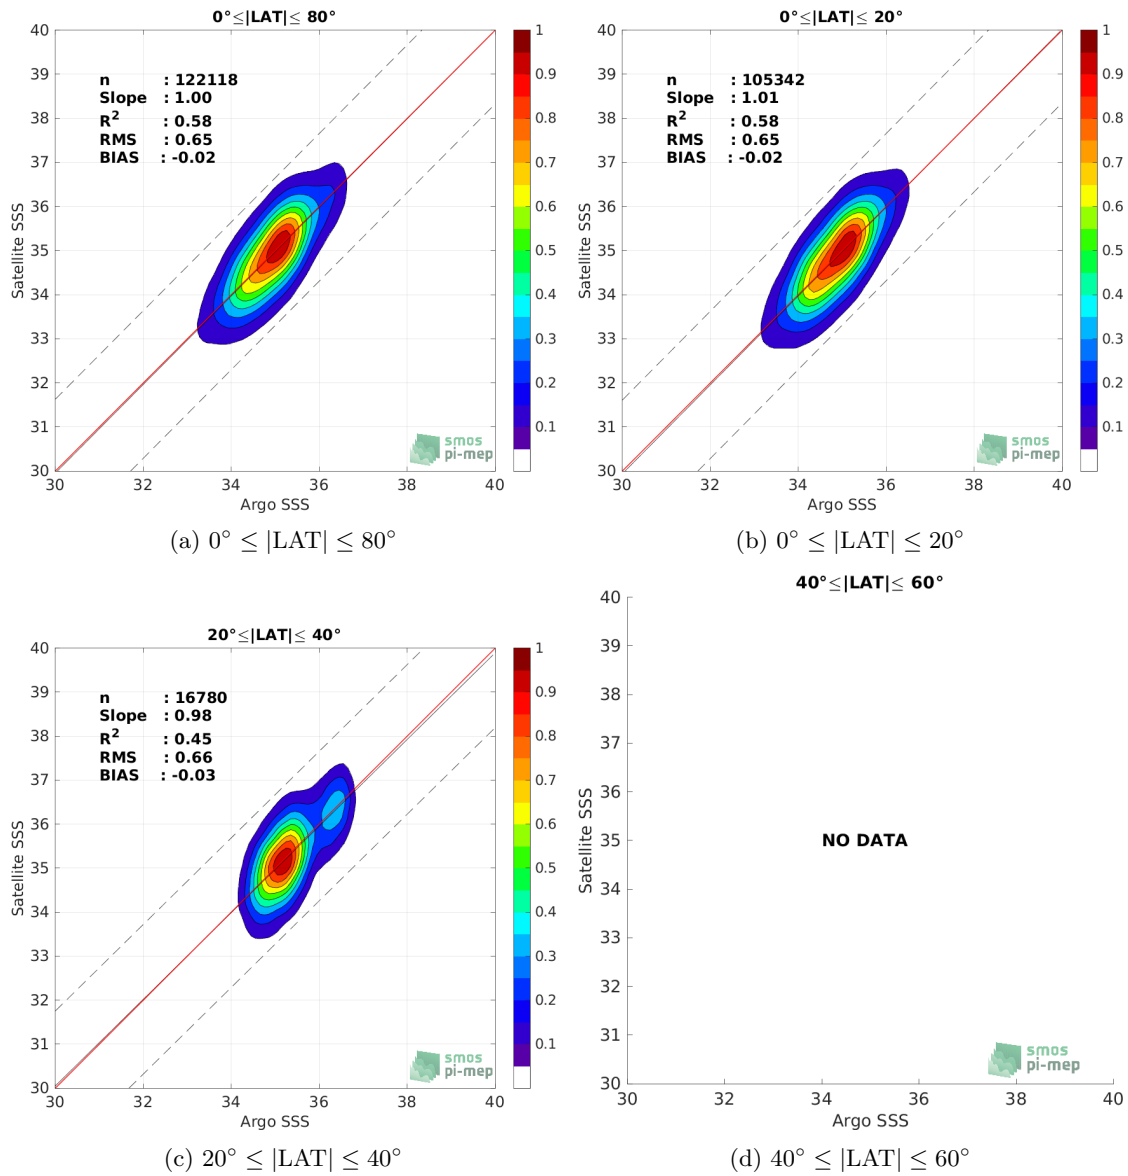 0°≤|LAT|≤ 80°
40
39
38
37
36
35
34
33
32
31
30
Satellite SSS
n : 122118
Slope : 1.00
R² : 0.58
RMS : 0.65
BIAS : -0.02
30 32 34 36 38 40
Argo SSS
1
0.9
0.8
0.7
0.6
0.5
0.4
0.3
0.2
0.1
smos
pi-mep
(a) 0° ≤ |LAT| ≤ 80°
0°≤|LAT|≤ 20°
40
39
38
37
36
35
34
33
32
31
30
Satellite SSS
n : 105342
Slope : 1.01
R² : 0.58
RMS : 0.65
BIAS : -0.02
30 32 34 36 38 40
Argo SSS
1
0.9
0.8
0.7
0.6
0.5
0.4
0.3
0.2
0.1
smos
pi-mep
(b) 0° ≤ |LAT| ≤ 20°
20°≤|LAT|≤ 40°
40
39
38
37
36
35
34
33
32
31
30
Satellite SSS
n : 16780
Slope : 0.98
R² : 0.45
RMS : 0.66
BIAS : -0.03
30 32 34 36 38 40
Argo SSS
1
0.9
0.8
0.7
0.6
0.5
0.4
0.3
0.2
0.1
smos
pi-mep
(c) 20° ≤ |LAT| ≤ 40°
40°≤|LAT|≤ 60°
40
39
38
37
36
35
34
33
32
31
30
Satellite SSS
NO DATA
30 32 34 36 38 40
Argo SSS
smos
pi-mep
(d) 40° ≤ |LAT| ≤ 60°